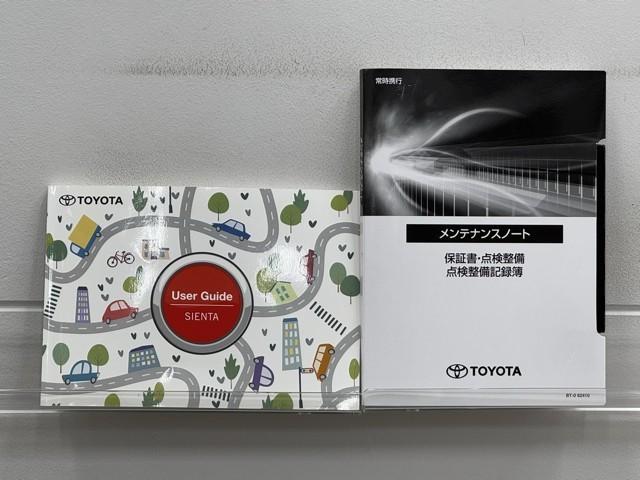 TOYOTA
User Guide
SIENTA
常時携行
メンテナンスノート
保証書・点検整備
点検整備記録簿
TOYOTA